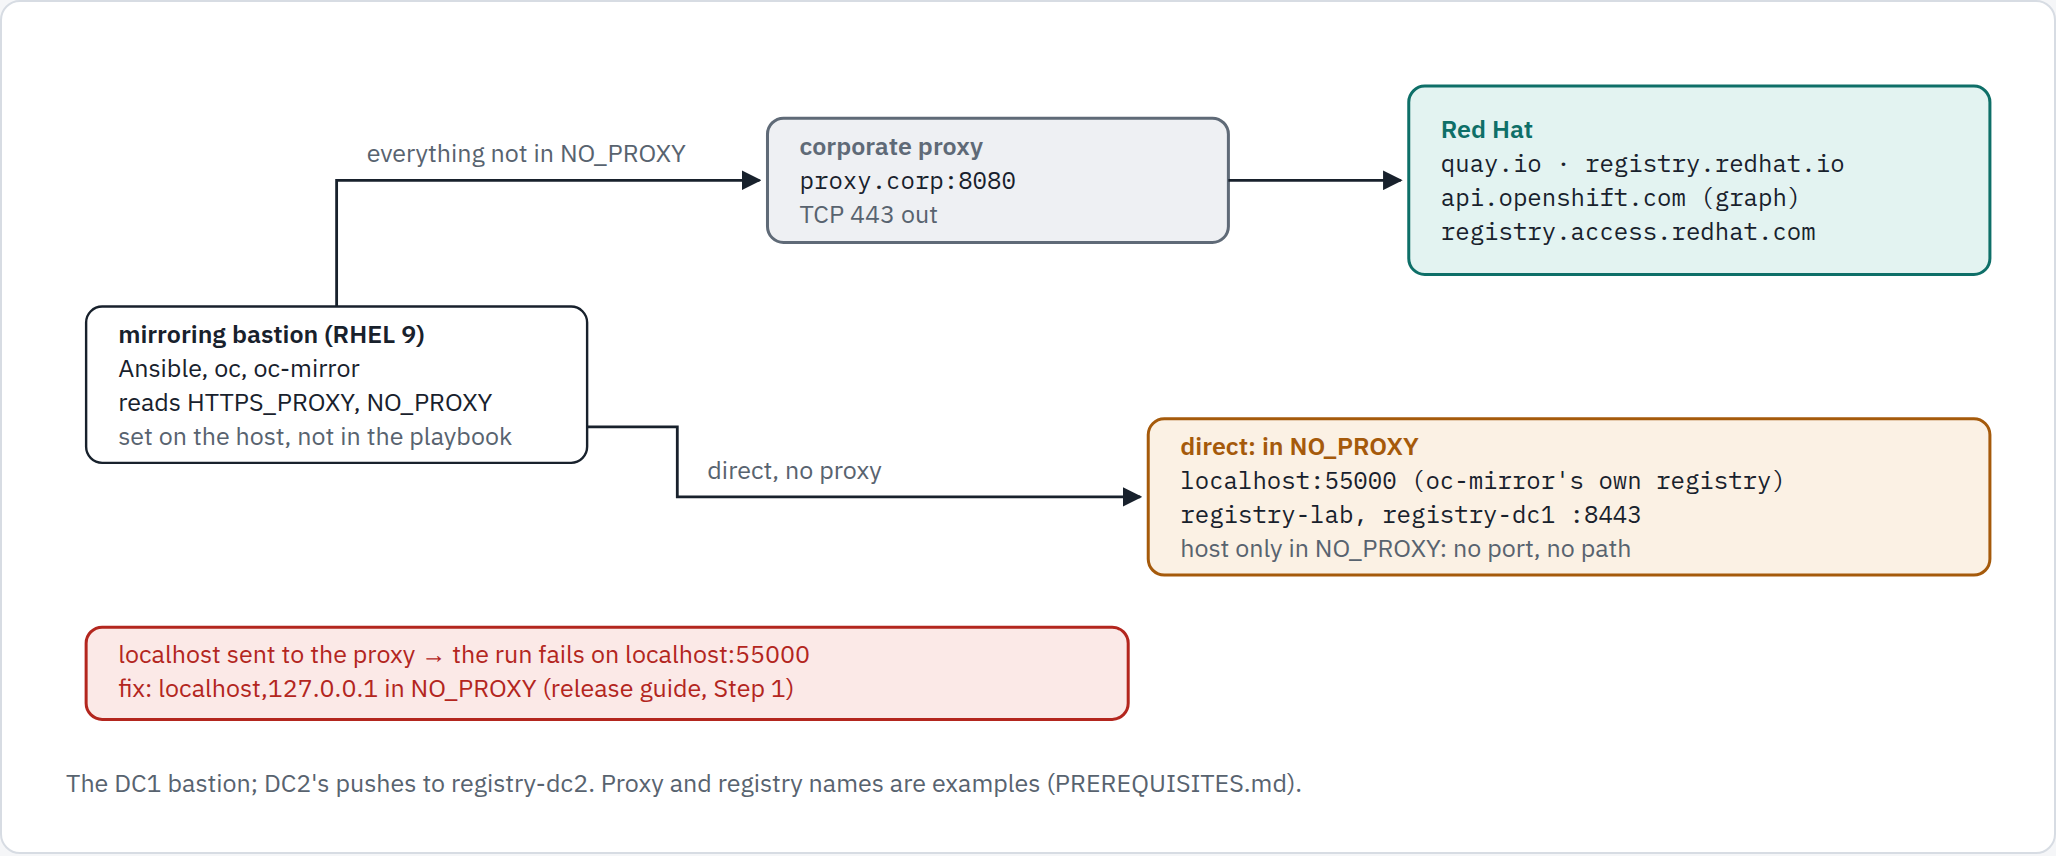 everything not in NO_PROXY
corporate proxy
proxy.corp:8080
TCP 443 out
Red Hat
quay.io · registry.redhat.io
api.openshift.com (graph)
registry.access.redhat.com
mirroring bastion (RHEL 9)
Ansible, oc, oc-mirror
reads HTTPS_PROXY, NO_PROXY
set on the host, not in the playbook
direct, no proxy
direct: in NO_PROXY
localhost:55000 (oc-mirror's own registry)
registry-lab, registry-dc1 :8443
host only in NO_PROXY: no port, no path
localhost sent to the proxy → the run fails on localhost:55000
fix: localhost,127.0.0.1 in NO_PROXY (release guide, Step 1)
The DC1 bastion; DC2's pushes to registry-dc2. Proxy and registry names are examples (PREREQUISITES.md).